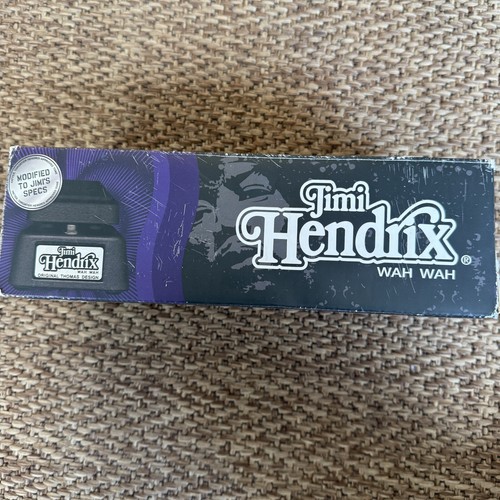 MODIFIED
TO JIMI'S
SPECS
Jimi
Hendrix
WAH WAH
ORIGINAL THOMAS DESIGN
Jimi
Hendrix®
WAH WAH